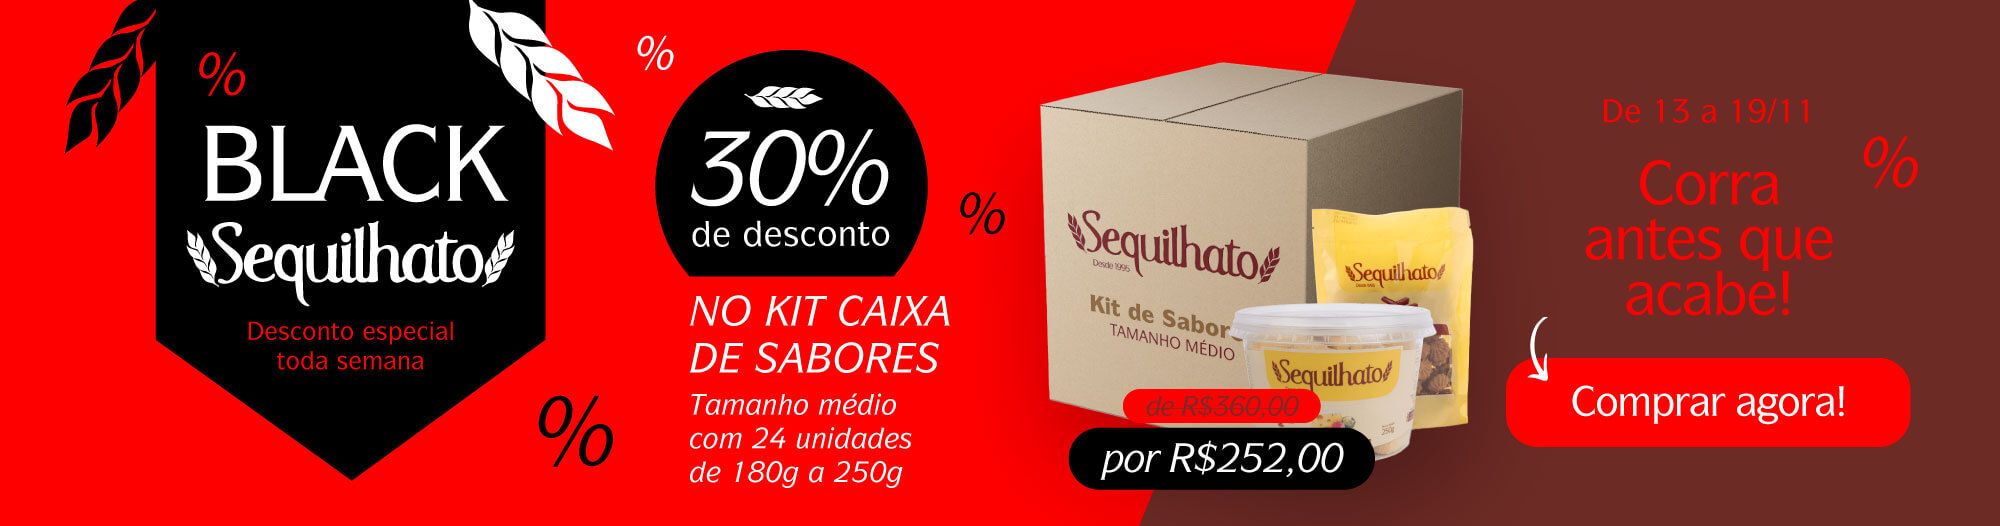 %
BLACK
Sequilhato
Desconto especial
toda semana
%
%
30%
de desconto
NO KIT CAIXA
DE SABORES
Tamanho médio
com 24 unidades
de 180g a 250g
%
Sequilhato
Desde 1995
Kit de Sabor
TAMANHO MÉDIO
Sequilhato
Sequilhato
250g
de R$360,00
por R$252,00
De 13 a 19/11
%
Corra
antes que
acabe!
Comprar agora!